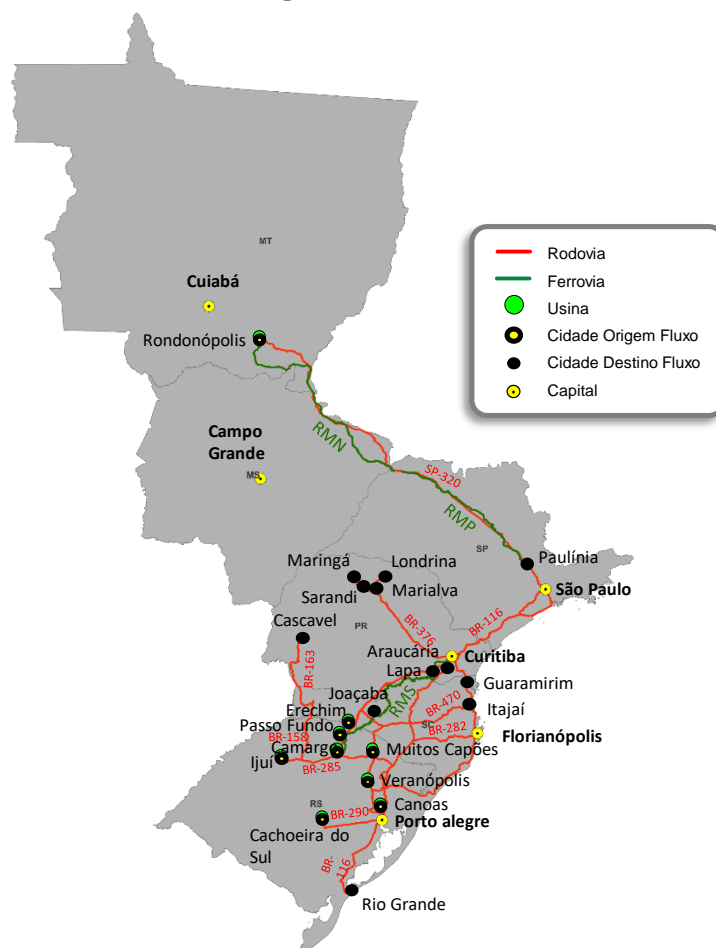 MT
Cuiabá
Rondonópolis
Rodovia
Ferrovia
Usina
Cidade Origem Fluxo
Cidade Destino Fluxo
Capital
RMN
Campo
Grande
MS
SP-320
RMP
SP
Paulínia
Maringá
Londrina
São Paulo
Sarandi
Marialva
Cascavel
PR
BR-376
BR-116
Araucária
Curitiba
BR-163
Lapa
Guaramirim
Joaçaba
RMS
BR-470
Erechim
Itajaí
Passo Fundo
SC
BR-282
BR-158
Florianópolis
Camarg
Muitos Capões
Ijuí
BR-285
Veranópolis
RS
BR-290
Canoas
Porto alegre
Cachoeira do
Sul
BR-
116
Rio Grande